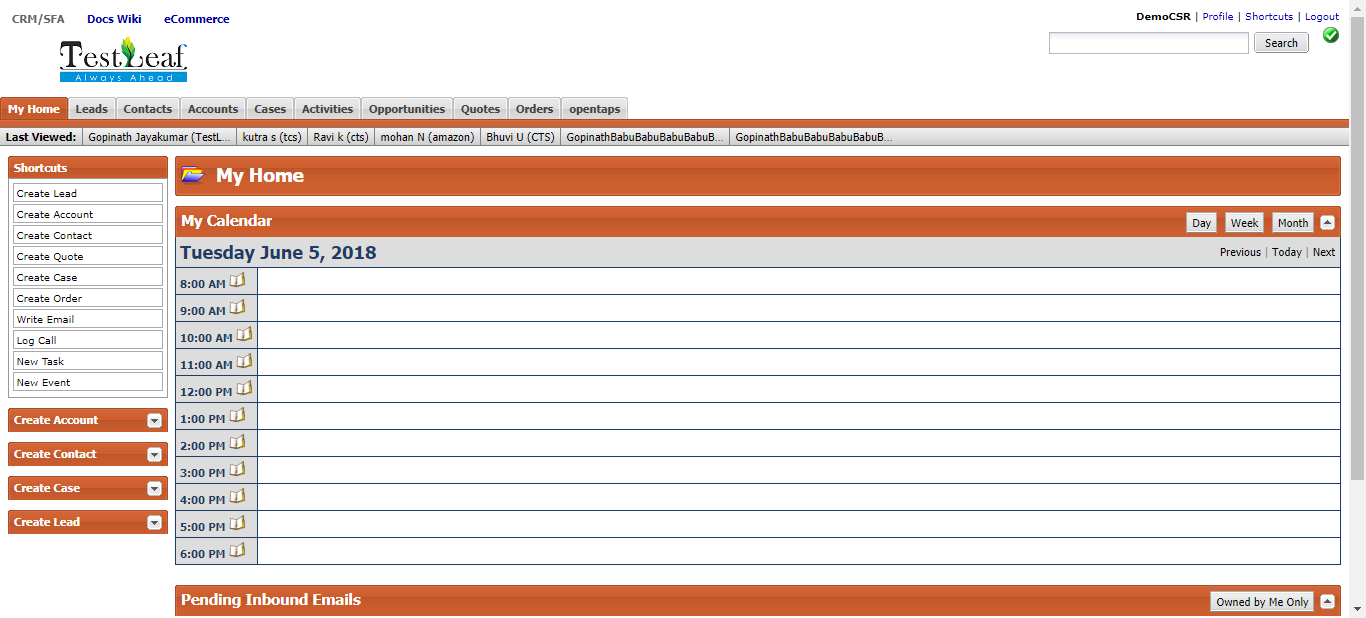 CRM/SFA Docs Wiki eCommerce
DemoCSR | Profile | Shortcuts | Logout
Search
TestLeaf
Always Ahead
My Home Leads Contacts Accounts Cases Activities Opportunities Quotes Orders opentaps
Last Viewed: Gopinath Jayakumar (TestL... kutra s (tcs) Ravi k (cts) mohan N (amazon) Bhuvi U (CTS) GopinathBabuBabuBabuBabuB... GopinathBabuBabuBabuBabuB...
Shortcuts
Create Lead
Create Account
Create Contact
Create Quote
Create Case
Create Order
Write Email
Log Call
New Task
New Event
Create Account
Create Contact
Create Case
Create Lead
My Home
My Calendar Day Week Month
Tuesday June 5, 2018 Previous | Today | Next
8:00 AM
9:00 AM
10:00 AM
11:00 AM
12:00 PM
1:00 PM
2:00 PM
3:00 PM
4:00 PM
5:00 PM
6:00 PM
Pending Inbound Emails Owned by Me Only